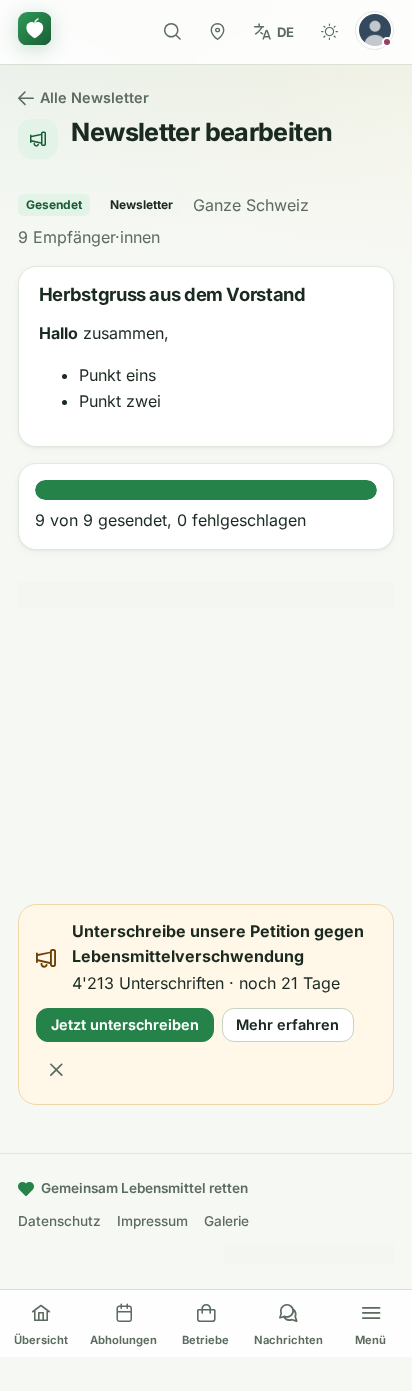 DE
Alle Newsletter
Newsletter bearbeiten
Gesendet Newsletter Ganze Schweiz
9 Empfänger·innen
Herbstgruss aus dem Vorstand
Hallo zusammen,
• Punkt eins
• Punkt zwei
9 von 9 gesendet, 0 fehlgeschlagen
Unterschreibe unsere Petition gegen
Lebensmittelverschwendung
4'213 Unterschriften · noch 21 Tage
Jetzt unterschreiben Mehr erfahren
Gemeinsam Lebensmittel retten
Datenschutz Impressum Galerie
Übersicht Abholungen Betriebe Nachrichten Menü